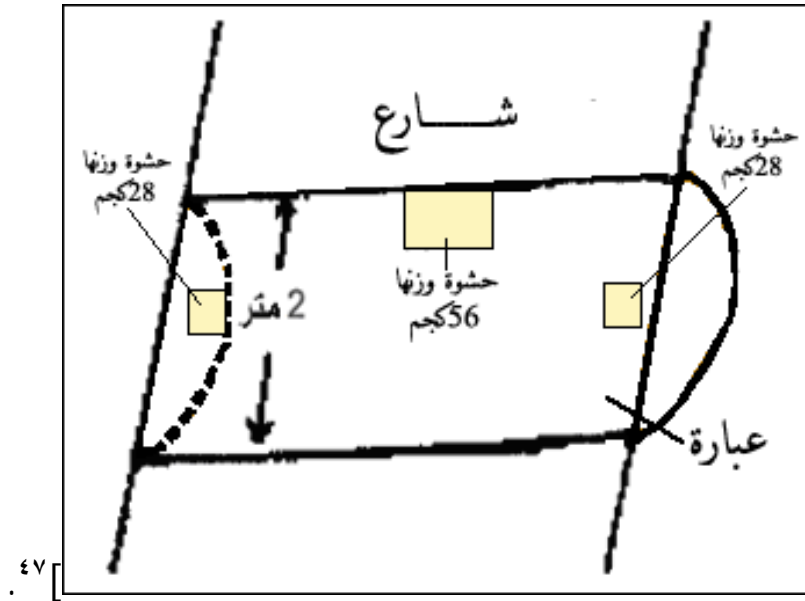 شـــارع
حشوة وزنها
28كجم
حشوة وزنها
28كجم
حشوة وزنها
56كجم
2 متر
عبارة
[٤٧.